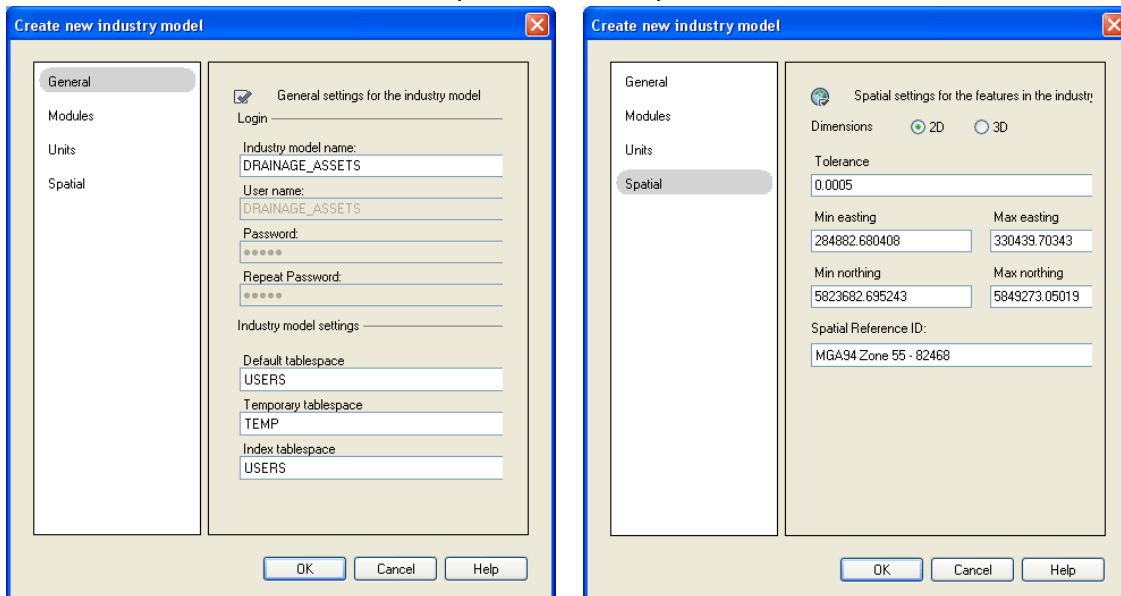 Create new industry model
General
Modules
Units
Spatial
General settings for the industry model
Login
Industry model name:
DRAINAGE_ASSETS
User name:
DRAINAGE_ASSETS
Password:
•••••
Repeat Password:
•••••
Industry model settings
Default tablespace
USERS
Temporary tablespace
TEMP
Index tablespace
USERS
OK Cancel Help
Create new industry model
General
Modules
Units
Spatial
Spatial settings for the features in the industry
Dimensions 2D 3D
Tolerance
0.0005
Min easting Max easting
284882.680408 330439.70343
Min northing Max northing
5823682.695243 5849273.05019
Spatial Reference ID:
MGA94 Zone 55 - 82468
OK Cancel Help